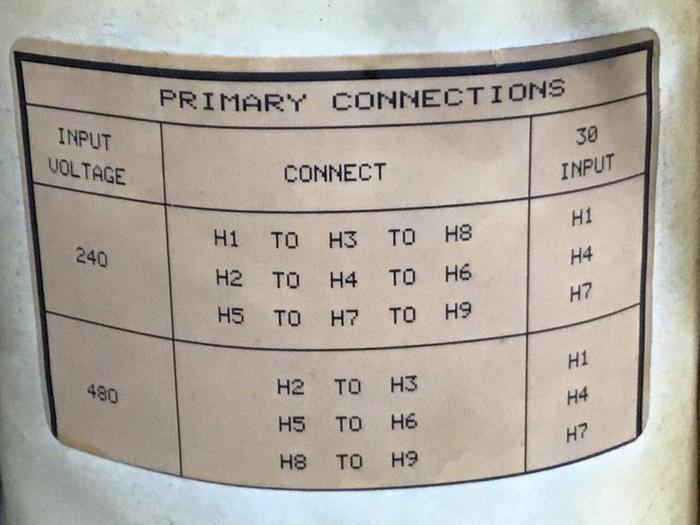 PRIMARY CONNECTIONS
INPUT VOLTAGE
CONNECT
30 INPUT
240
H1 TO H3 TO H8
H2 TO H4 TO H6
H5 TO H7 TO H9
H1
H4
H7
480
H2 TO H3
H5 TO H6
H8 TO H9
H1
H4
H7